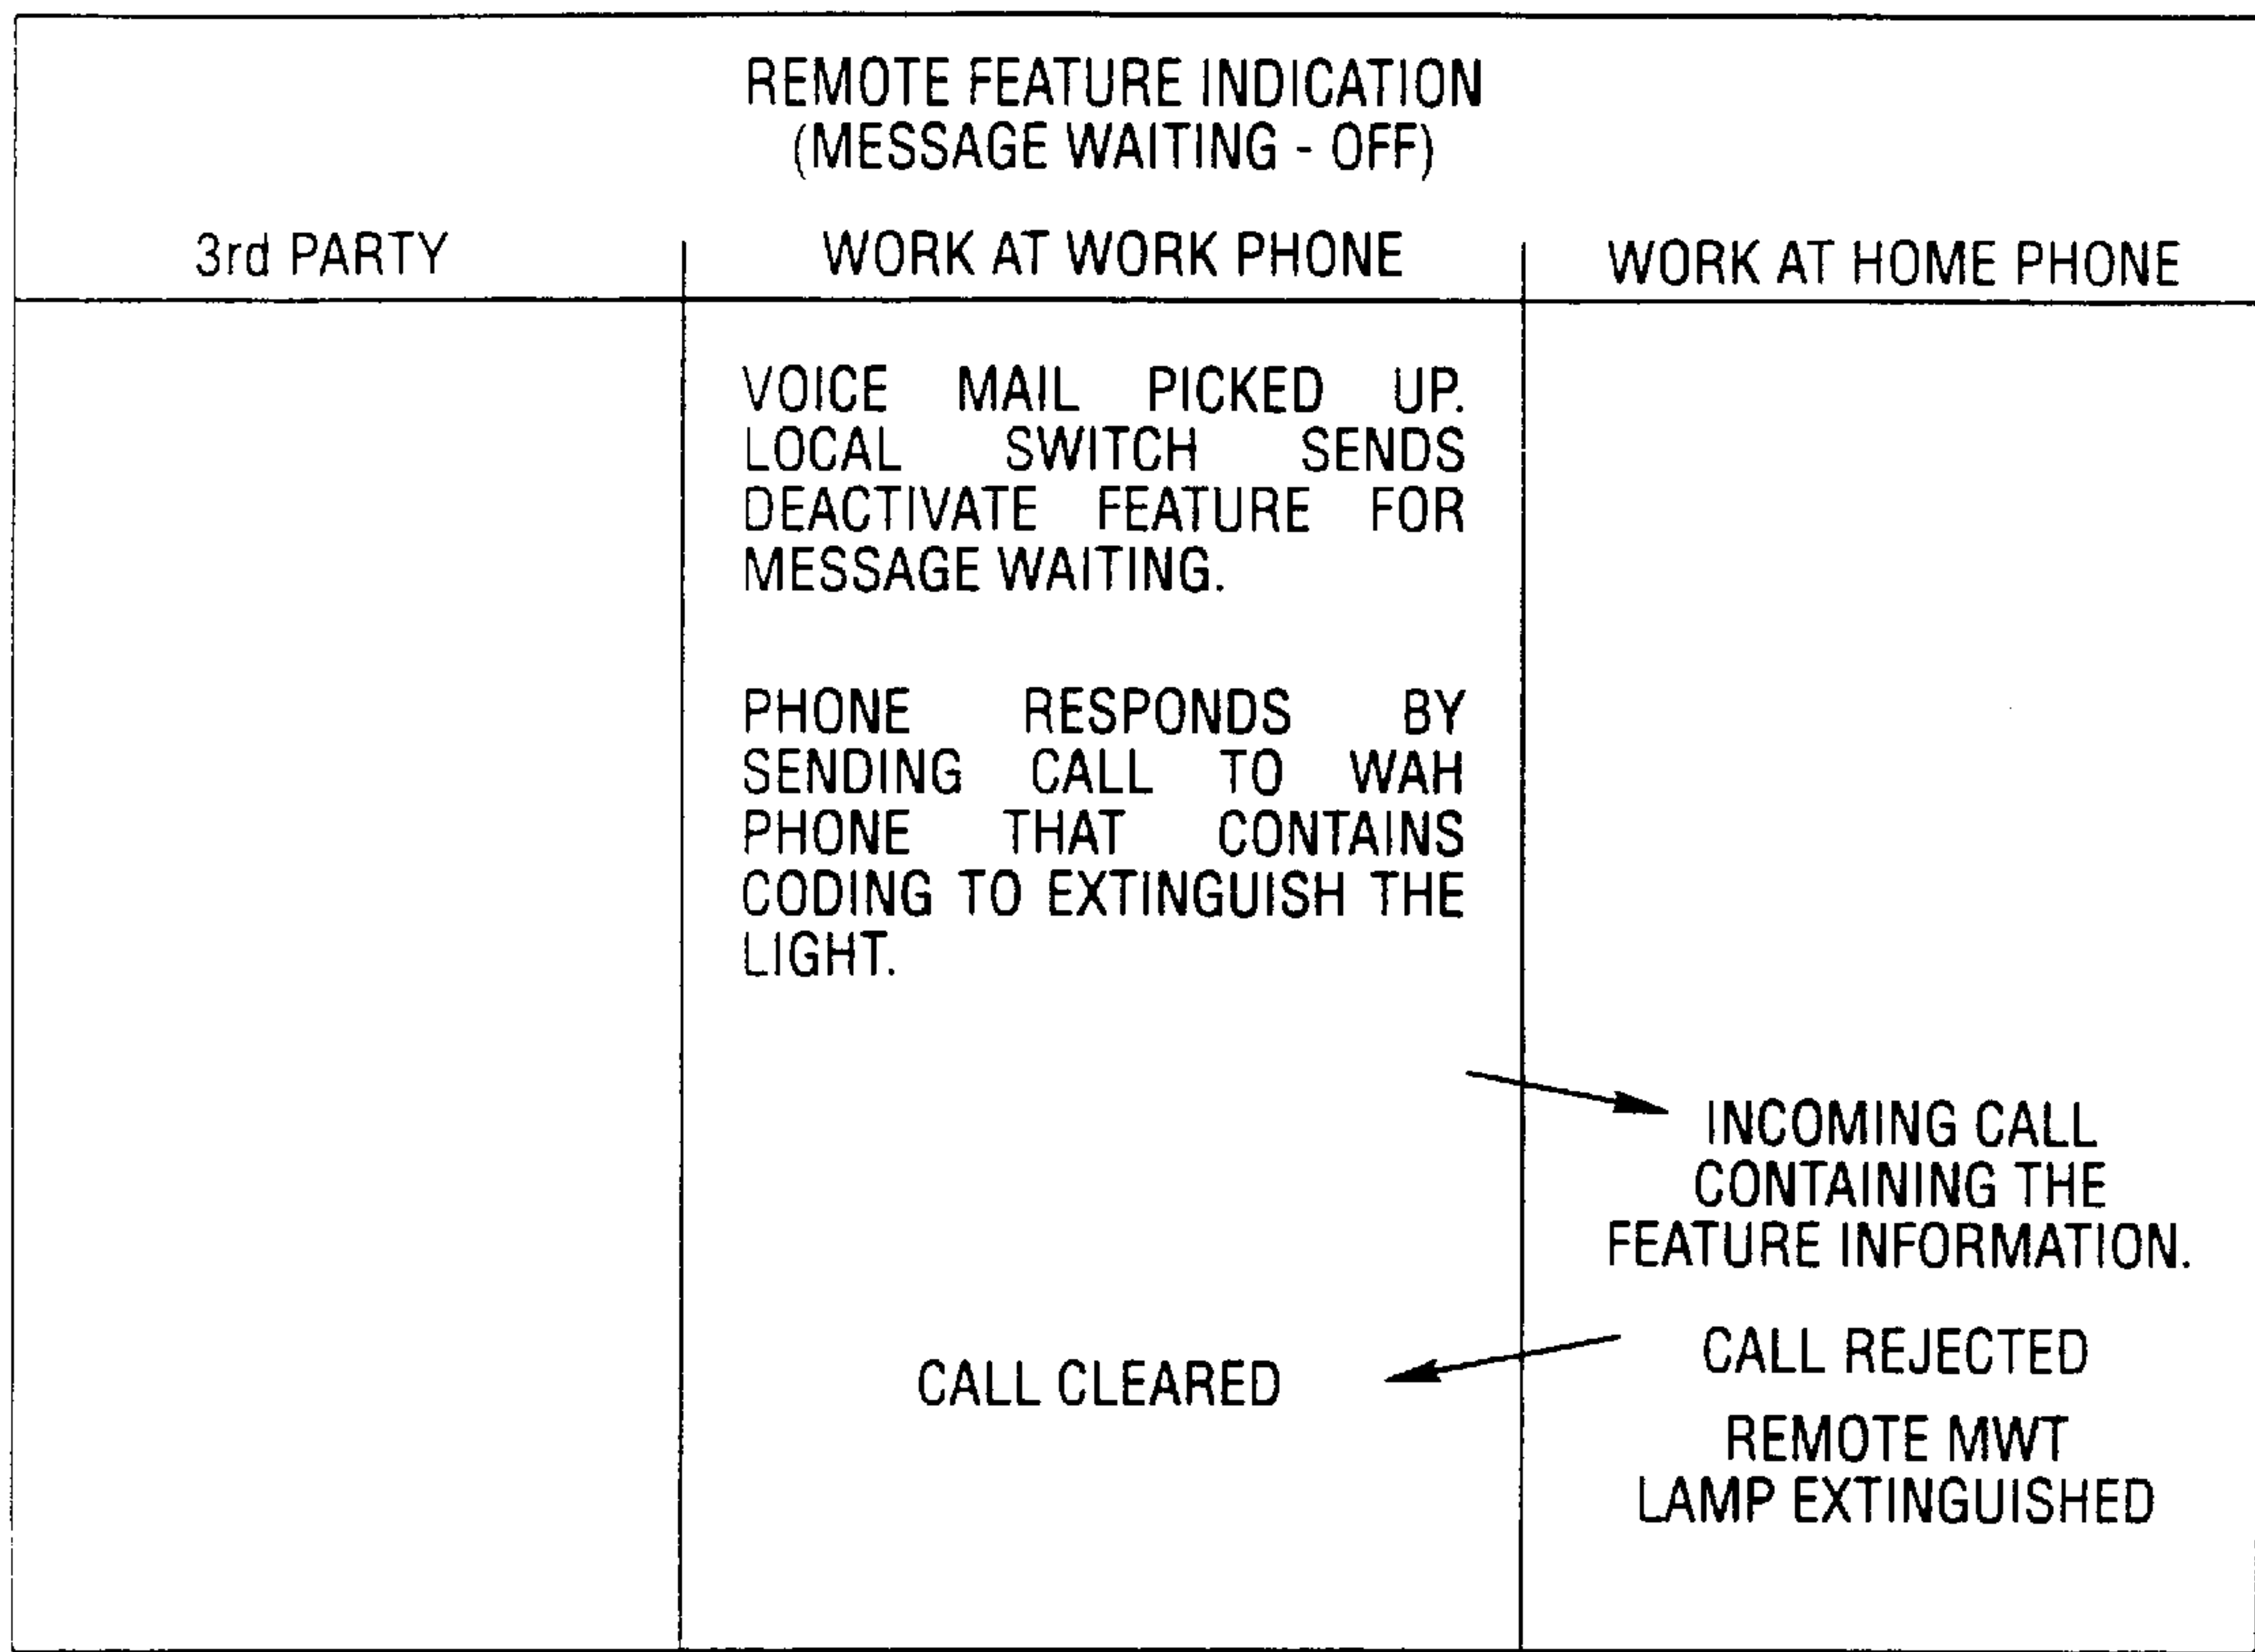 REMOTE FEATURE INDICATION
(MESSAGE WAITING - OFF)
3rd PARTY
WORK AT WORK PHONE
WORK AT HOME PHONE
VOICE MAIL PICKED UP.
LOCAL SWITCH SENDS
DEACTIVATE FEATURE FOR
MESSAGE WAITING.
PHONE RESPONDS BY
SENDING CALL TO WAH
PHONE THAT CONTAINS
CODING TO EXTINGUISH THE
LIGHT.
INCOMING CALL
CONTAINING THE
FEATURE INFORMATION.
CALL REJECTED
CALL CLEARED
REMOTE MWT
LAMP EXTINGUISHED